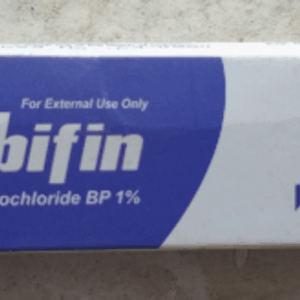 For External Use Only
bifin
ochloride BP 1%